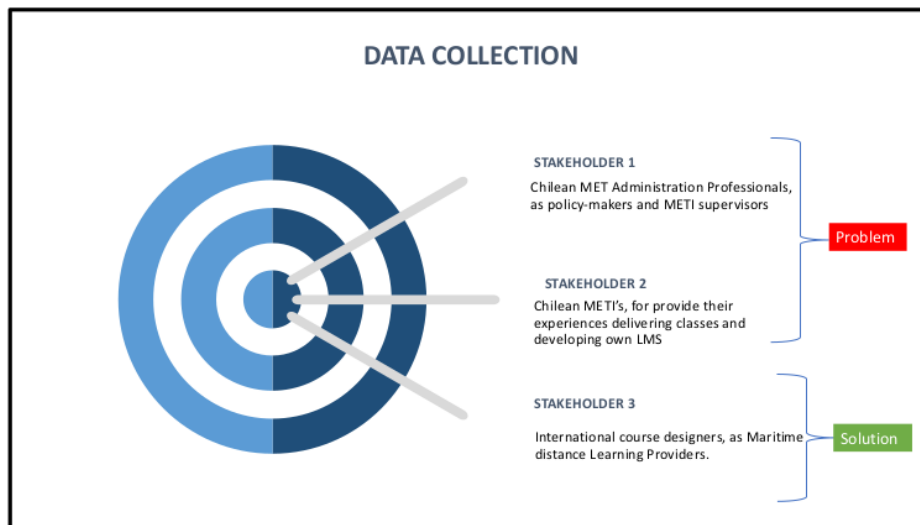 DATA COLLECTION
STAKEHOLDER 1
Chilean MET Administration Professionals,
as policy-makers and METI supervisors
Problem
STAKEHOLDER 2
Chilean METI's, for provide their
experiences delivering classes and
developing own LMS
STAKEHOLDER 3
International course designers, as Maritime
distance Learning Providers.
Solution